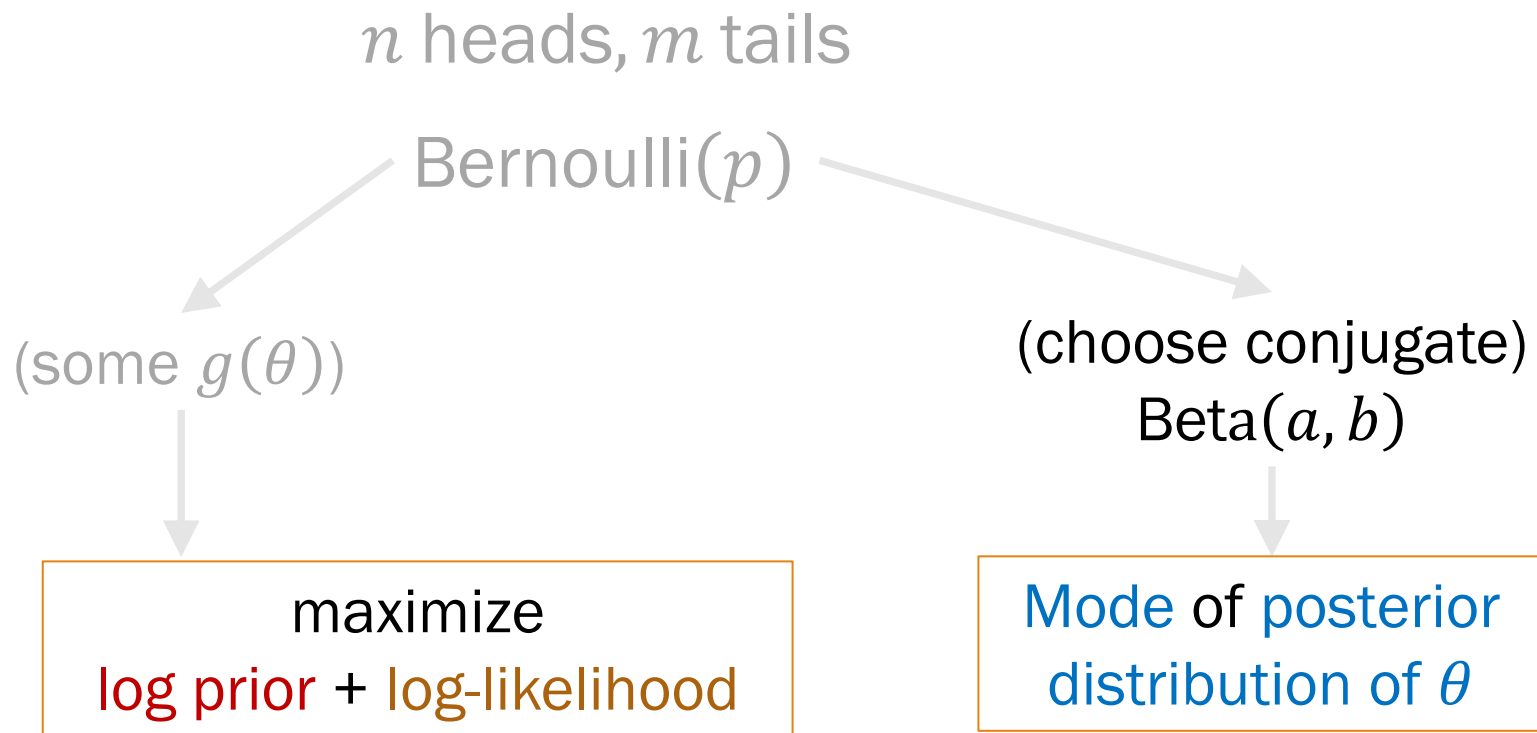 n heads, m tails
Bernoulli(p)
(some g(θ))
(choose conjugate)
Beta(a, b)
maximize
log prior + log-likelihood
Mode of posterior
distribution of θ